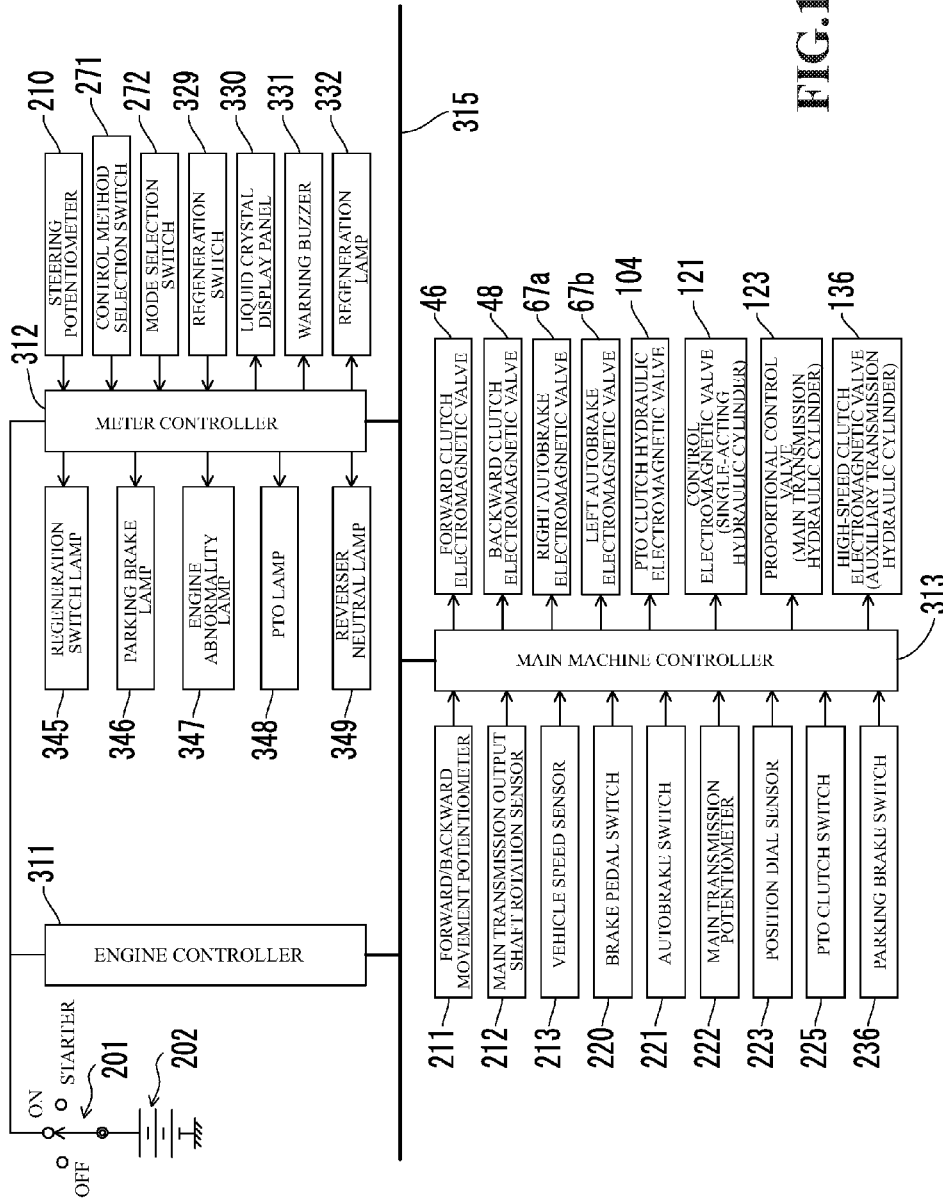 OFF
ON
STARTER
201
202
311
ENGINE CONTROLLER
312
METER CONTROLLER
345
REGENERATION
SWITCH LAMP
346
PARKING BRAKE
LAMP
347
ENGINE
ABNORMALITY
LAMP
348
PTO LAMP
349
REVERSER
NEUTRAL LAMP
STEERING
POTENTIOMETER
210
CONTROL METHOD
SELECTION SWITCH
271
MODE SELECTION
SWITCH
272
REGENERATION
SWITCH
329
LIQUID CRYSTAL
DISPLAY PANEL
330
WARNING BUZZER
331
REGENERATION
LAMP
332
315
211
FORWARD/BACKWARD
MOVEMENT POTENTIOMETER
212
MAIN TRANSMISSION OUTPUT
SHAFT ROTATION SENSOR
213
VEHICLE SPEED SENSOR
220
BRAKE PEDAL SWITCH
221
AUTOBRAKE SWITCH
222
MAIN TRANSMISSION
POTENTIOMETER
223
POSITION DIAL SENSOR
225
PTO CLUTCH SWITCH
236
PARKING BRAKE SWITCH
MAIN MACHINE CONTROLLER
313
FORWARD CLUTCH
ELECTROMAGNETIC VALVE
46
BACKWARD CLUTCH
ELECTROMAGNETIC VALVE
48
RIGHT AUTOBRAKE
ELECTROMAGNETIC VALVE
67a
LEFT AUTOBRAKE
ELECTROMAGNETIC VALVE
67b
PTO CLUTCH HYDRAULIC
ELECTROMAGNETIC VALVE
104
CONTROL
ELECTROMAGNETIC VALVE
(SINGLE-ACTING
HYDRAULIC CYLINDER)
121
PROPORTIONAL CONTROL
VALVE
(MAIN TRANSMISSION
HYDRAULIC CYLINDER)
123
HIGH-SPEED CLUTCH
ELECTROMAGNETIC VALVE
(AUXILIARY TRANSMISSION
HYDRAULIC CYLINDER)
136